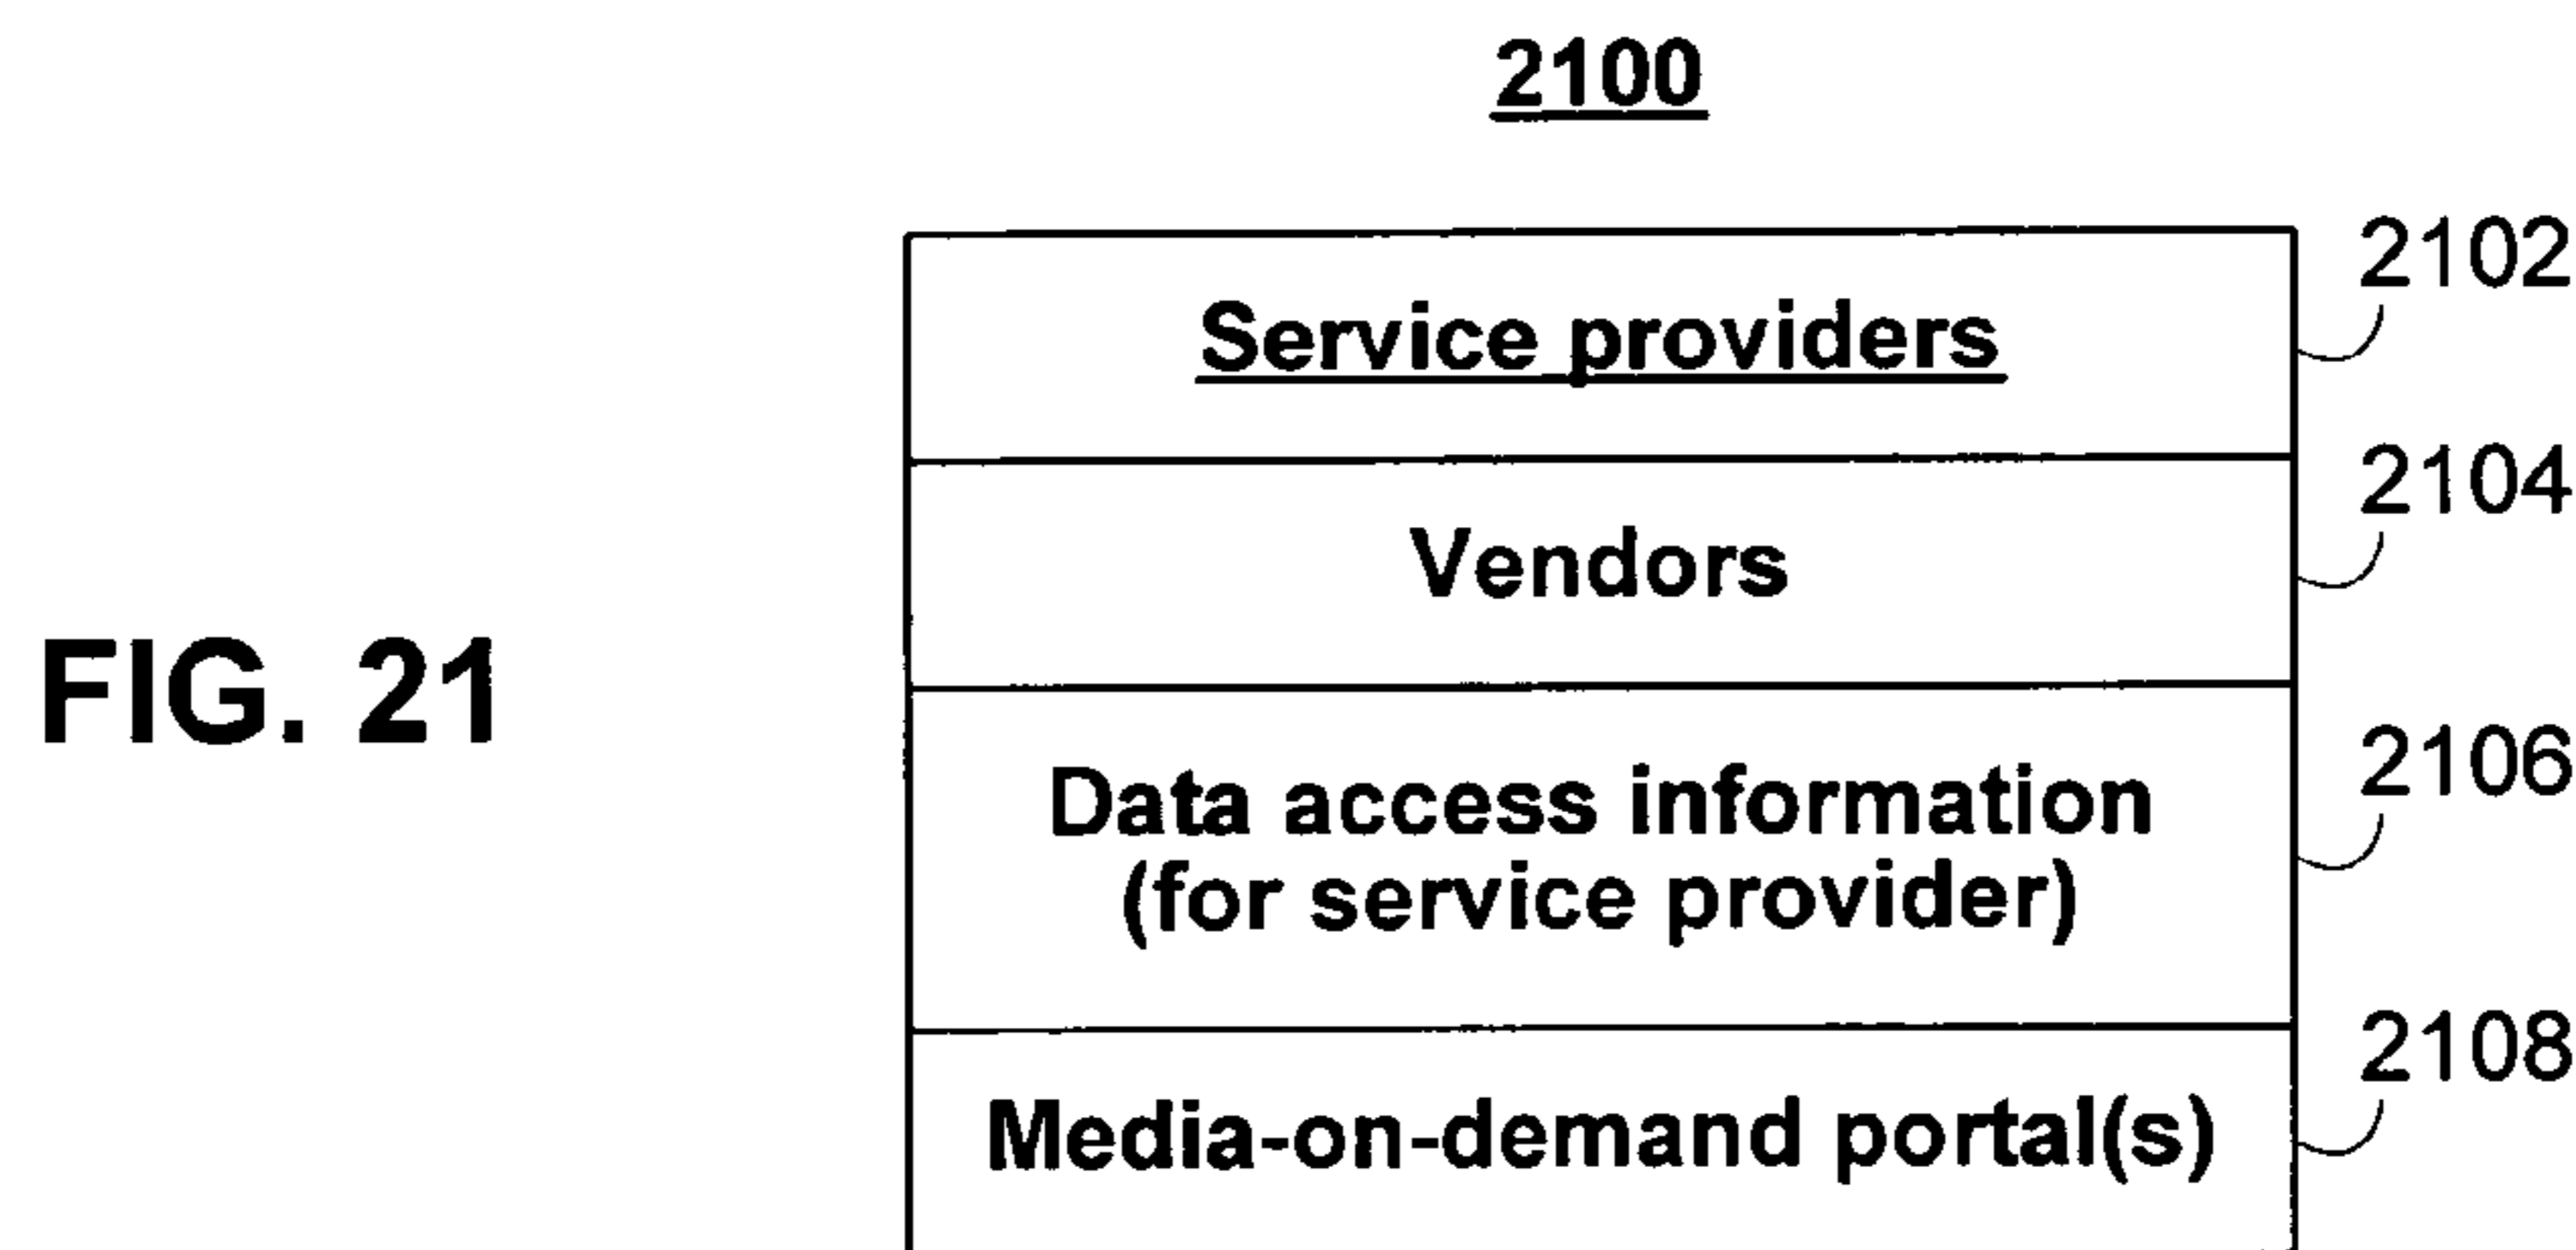 2100
Service providers
2102
Vendors
2104
FIG. 21
Data access information
(for service provider)
2106
Media-on-demand portal(s)
2108